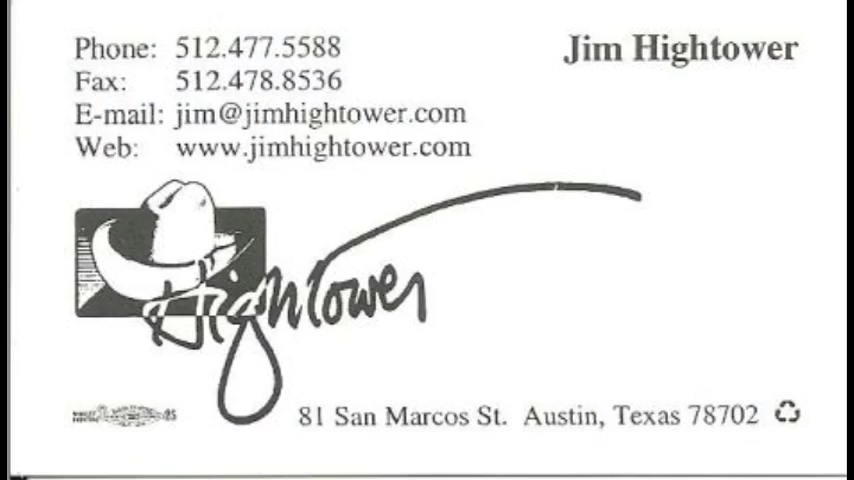 Phone: 512.477.5588
Fax: 512.478.8536
E-mail: jim@jimhightower.com
Web: www.jimhightower.com
Jim Hightower
Hightower
81 San Marcos St. Austin, Texas 78702